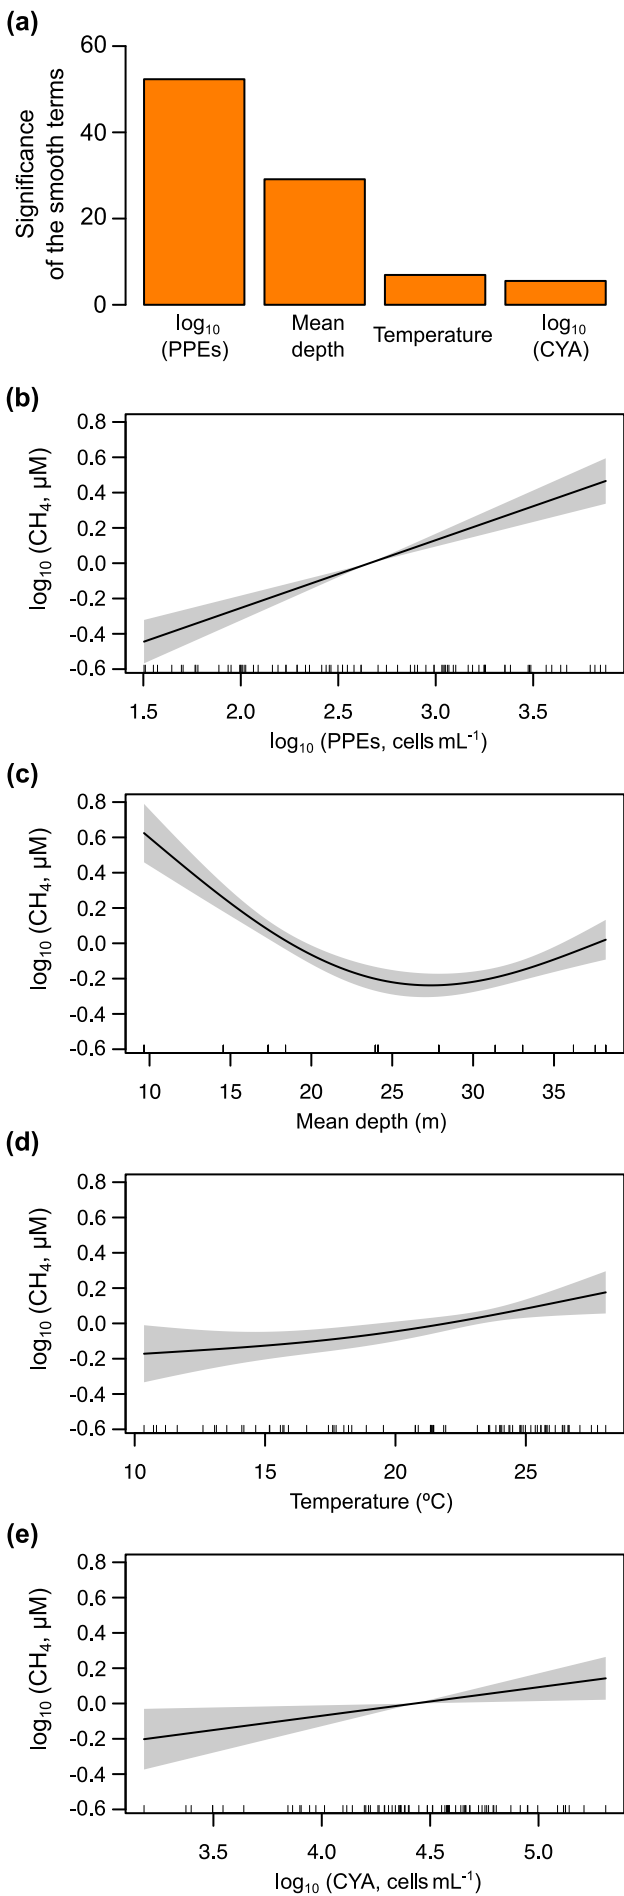 (a)
Significance
of the smooth terms
60
40
20
0
log₁₀
(PPEs)
Mean
depth
Temperature
log₁₀
(CYA)
(b)
log₁₀ (CH₄, µM)
0.8
0.6
0.4
0.2
0.0
-0.2
-0.4
-0.6
1.5 2.0 2.5 3.0 3.5
log₁₀ (PPEs, cells mL⁻¹)
(c)
log₁₀ (CH₄, µM)
0.8
0.6
0.4
0.2
0.0
-0.2
-0.4
-0.6
10 15 20 25 30 35
Mean depth (m)
(d)
log₁₀ (CH₄, µM)
0.8
0.6
0.4
0.2
0.0
-0.2
-0.4
-0.6
10 15 20 25
Temperature (ºC)
(e)
log₁₀ (CH₄, µM)
0.8
0.6
0.4
0.2
0.0
-0.2
-0.4
-0.6
3.5 4.0 4.5 5.0
log₁₀ (CYA, cells mL⁻¹)